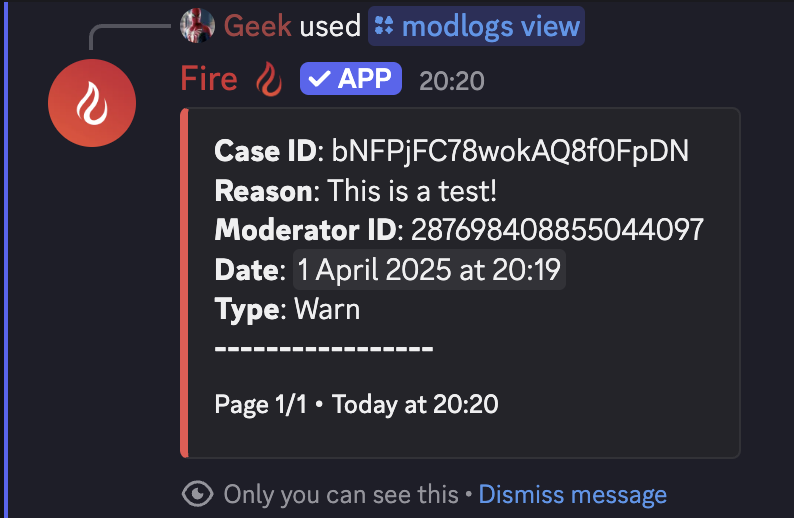 Geek used modlogs view
Fire ✓ APP 20:20
Case ID: bNFPjFC78wokAQ8f0FpDN
Reason: This is a test!
Moderator ID: 287698408855044097
Date: 1 April 2025 at 20:19
Type: Warn
-----------------
Page 1/1 • Today at 20:20
Only you can see this • Dismiss message